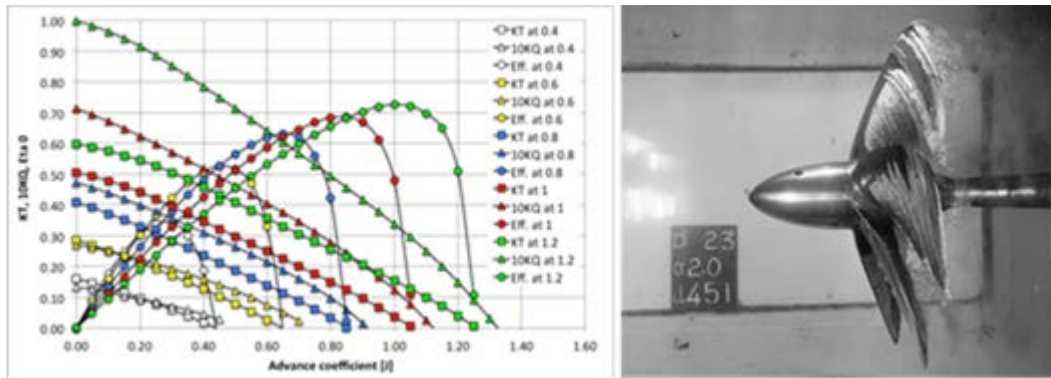 KT, 10KQ, Eta 0
1.00
0.90
0.80
0.70
0.60
0.50
0.40
0.30
0.20
0.10
0.00
KT at 0.4
10KQ at 0.4
Eff. at 0.4
KT at 0.6
10KQ at 0.6
Eff. at 0.6
KT at 0.8
10KQ at 0.8
Eff. at 0.8
KT at 1
10KQ at 1
Eff. at 1
KT at 1.2
10KQ at 1.2
Eff. at 1.2
0.00 0.20 0.40 0.60 0.80 1.00 1.20 1.40 1.60
Advance coefficient [J]
23
σ2.0
J.451